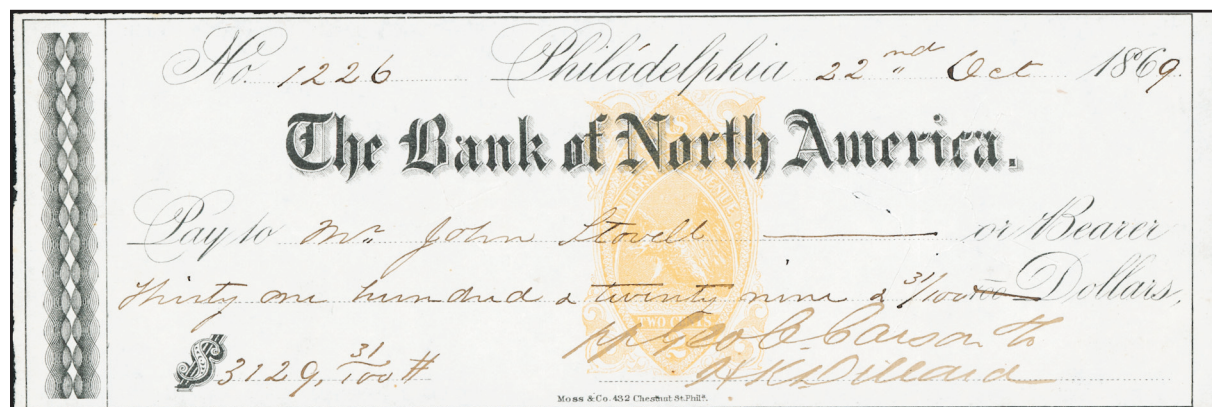 No. 1226 Philadelphia 22nd Oct 1869.
The Bank of North America.
Pay to Mr. John Stovell or Bearer
Thirty one hundred & twenty nine & 31/100 Dollars,
$3129, 31/100 #
pp Geo C. Carson &Co
H K Dillard
TWO CENTS
Moss & Co. 432 Chestnut St. Phila.